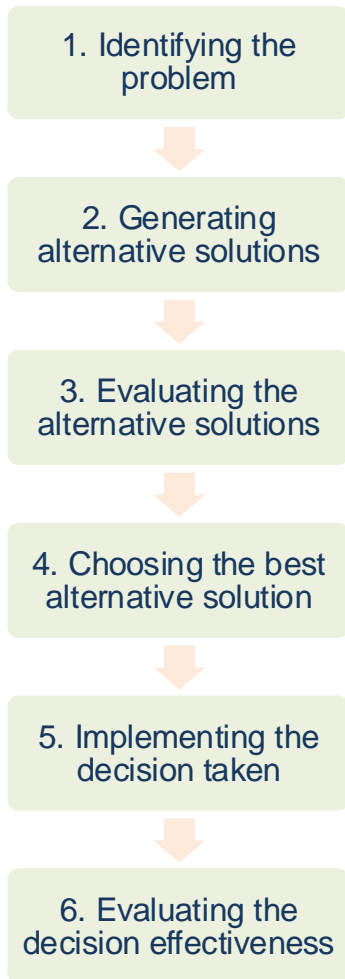 1. Identifying the
problem
2. Generating
alternative solutions
3. Evaluating the
alternative solutions
4. Choosing the best
alternative solution
5. Implementing the
decision taken
6. Evaluating the
decision effectiveness